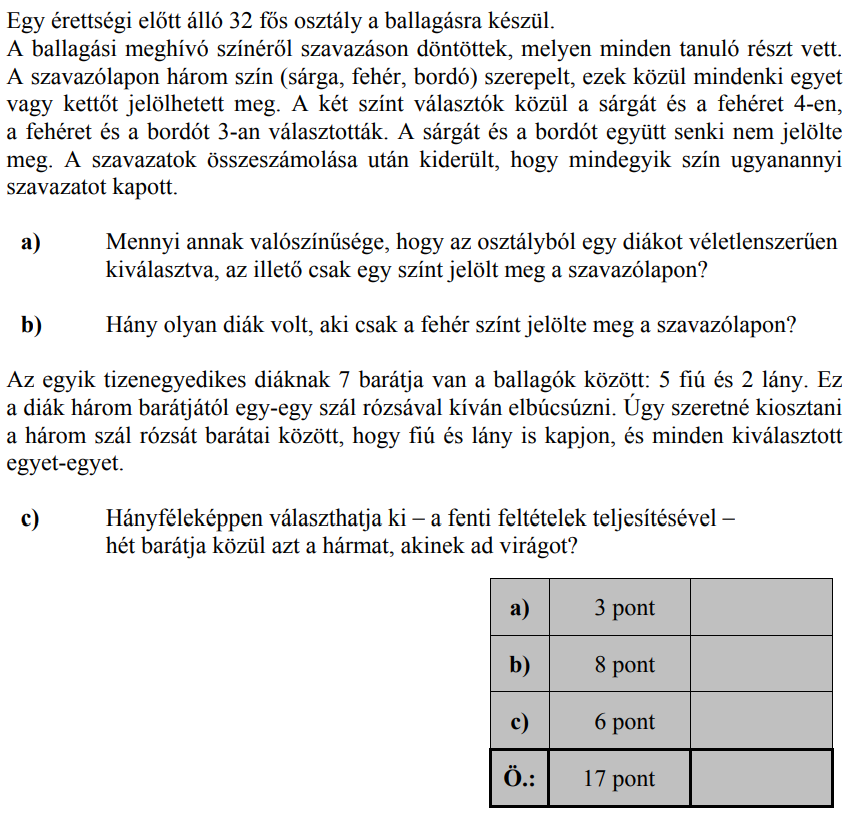 Egy érettségi előtt álló 32 fős osztály a ballagásra készül.
A ballagási meghívó színéről szavazáson döntöttek, melyen minden tanuló részt vett.
A szavazólapon három szín (sárga, fehér, bordó) szerepelt, ezek közül mindenki egyet
vagy kettőt jelölhetett meg. A két színt választók közül a sárgát és a fehéret 4-en,
a fehéret és a bordót 3-an választották. A sárgát és a bordót együtt senki nem jelölte
meg. A szavazatok összeszámolása után kiderült, hogy mindegyik szín ugyanannyi
szavazatot kapott.
a) Mennyi annak valószínűsége, hogy az osztályból egy diákot véletlenszerűen
kiválasztva, az illető csak egy színt jelölt meg a szavazólapon?
b) Hány olyan diák volt, aki csak a fehér színt jelölte meg a szavazólapon?
Az egyik tizenegyedikes diáknak 7 barátja van a ballagók között: 5 fiú és 2 lány. Ez
a diák három barátjától egy-egy szál rózsával kíván elbúcsúzni. Úgy szeretné kiosztani
a három szál rózsát barátai között, hogy fiú és lány is kapjon, és minden kiválasztott
egyet-egyet.
c) Hányféleképpen választhatja ki – a fenti feltételek teljesítésével –
hét barátja közül azt a hármat, akinek ad virágot?
a) 3 pont
b) 8 pont
c) 6 pont
Ö.: 17 pont